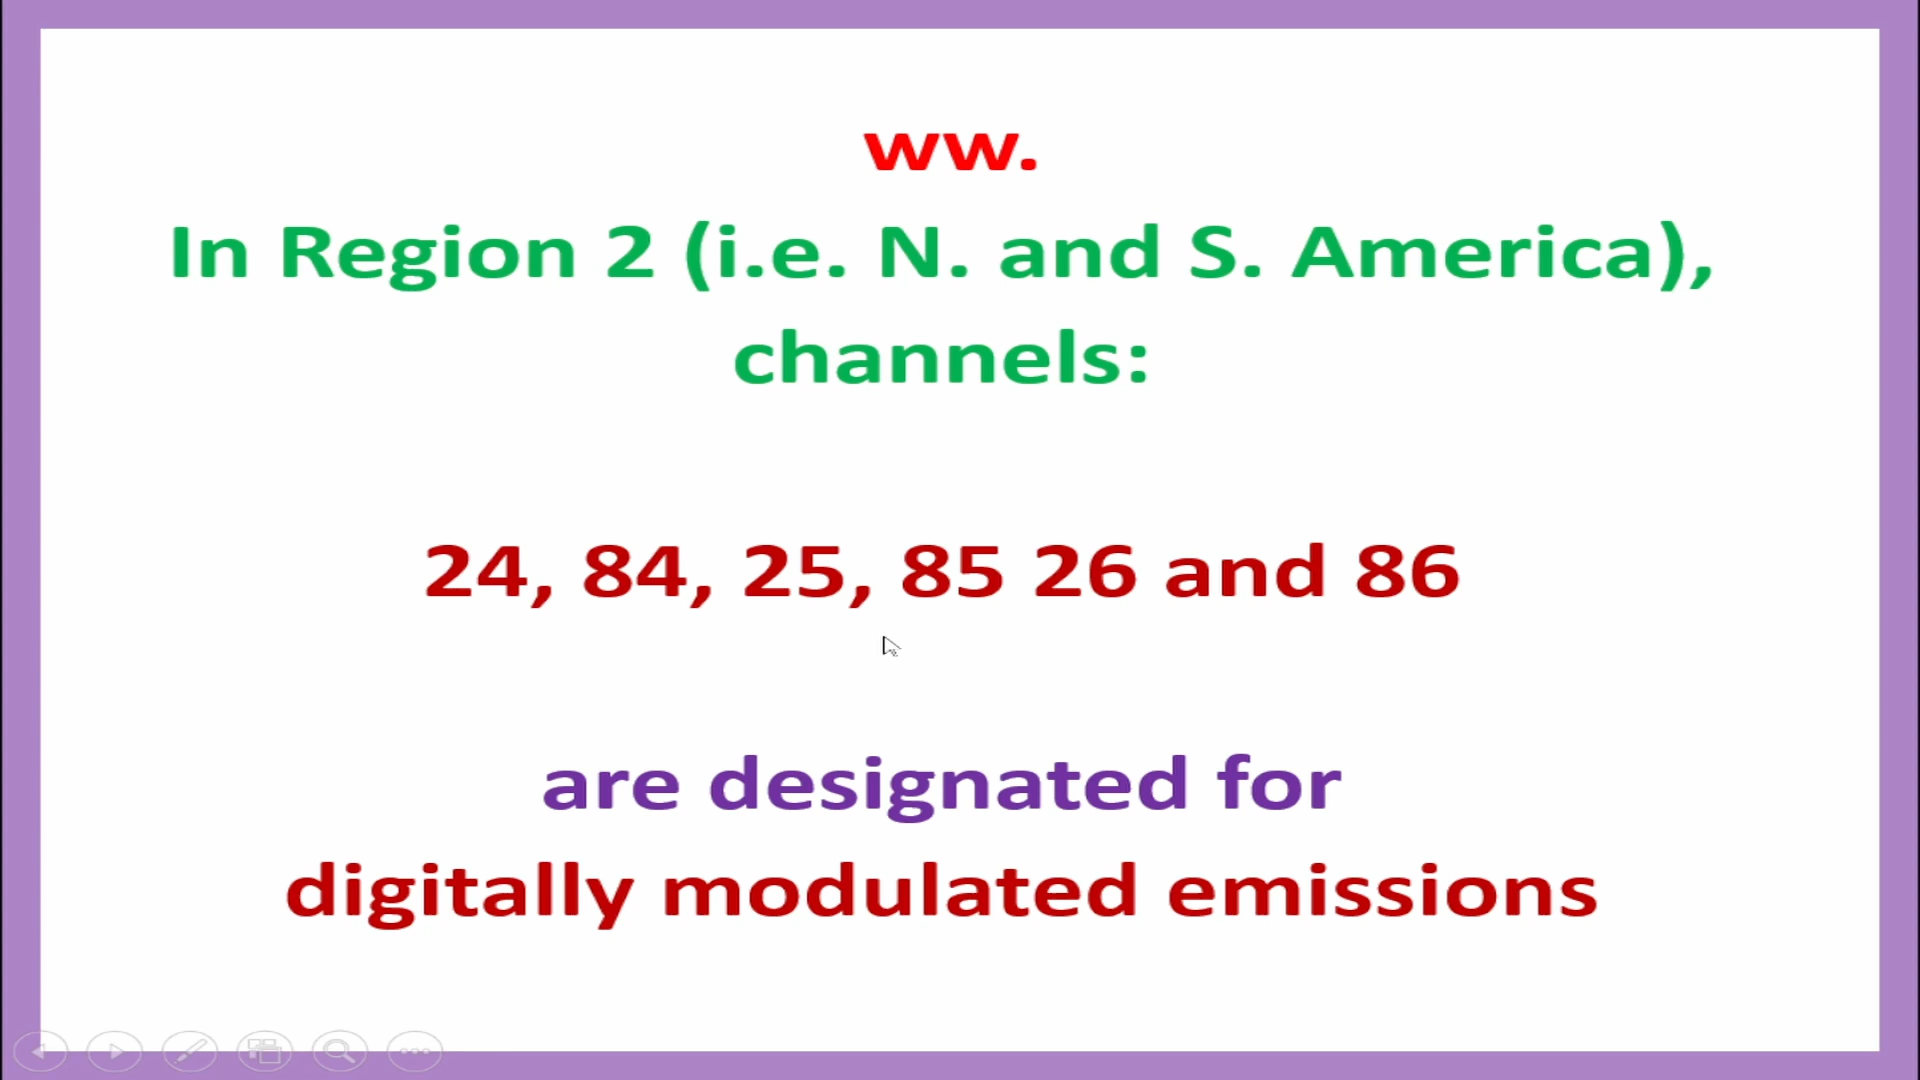 ww.
In Region 2 (i.e. N. and S. America),
channels:
24, 84, 25, 85 26 and 86
are designated for
digitally modulated emissions